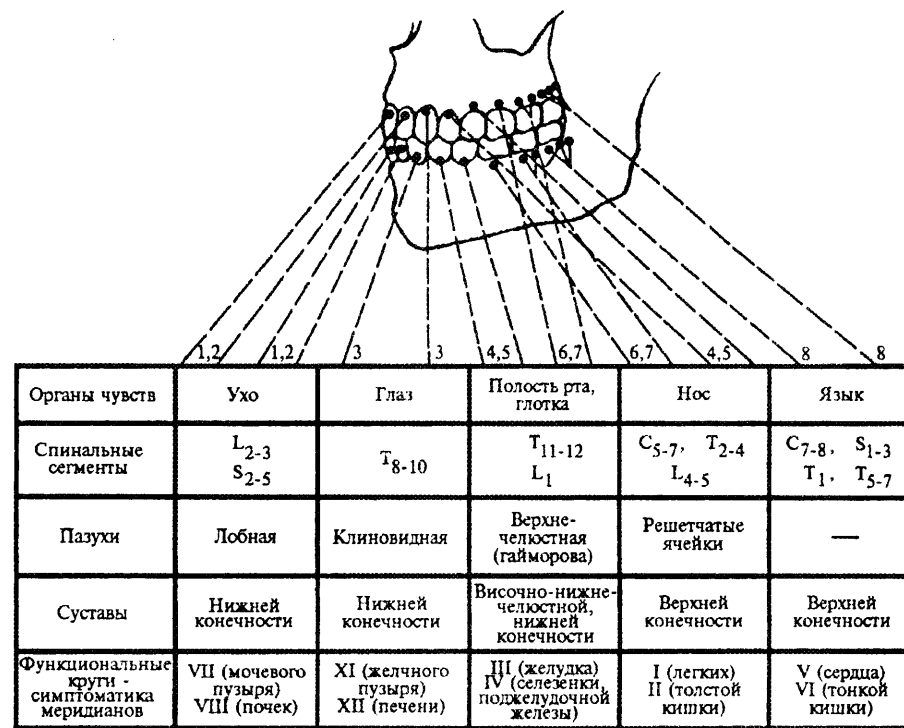 1,2 1,2 3 3 4,5 6,7 6,7 4,5 8 8
Органы чувств Ухо Глаз Полость рта, глотка Нос Язык
Спинальные сегменты L2-3 S2-5 T8-10 T11-12 L1 C5-7, T2-4 L4-5 C7-8, S1-3 T1, T5-7
Пазухи Лобная Клиновидная Верхне-челюстная (гайморова) Решетчатые ячейки —
Суставы Нижней конечности Нижней конечности Височно-нижне-челюстной, нижней конечности Верхней конечности Верхней конечности
Функциональные круги - симптоматика меридианов VII (мочевого пузыря) VIII (почек) XI (желчного пузыря) XII (печени) III (желудка) IV (селезенки, поджелудочной железы) I (легких) II (толстой кишки) V (сердца) VI (тонкой кишки)